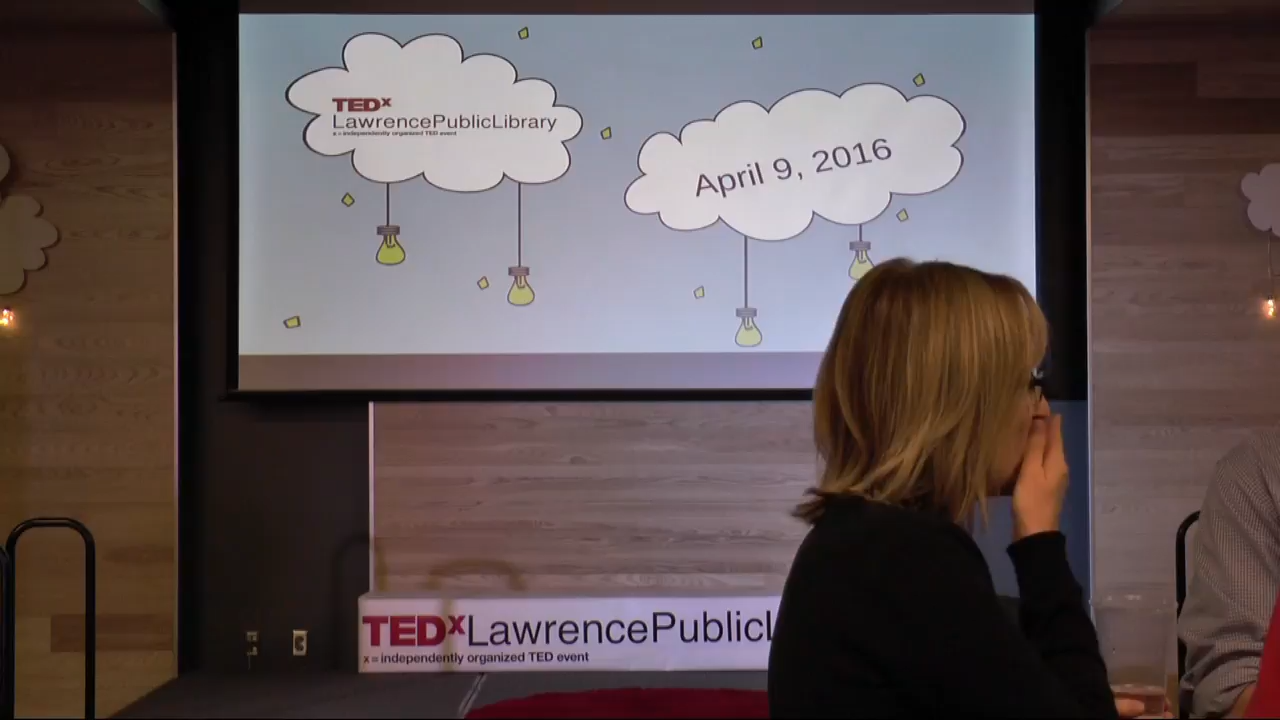 TEDx
LawrencePublicLibrary
x = independently organized TED event
April 9, 2016
TEDxLawrencePublicL
x = independently organized TED event